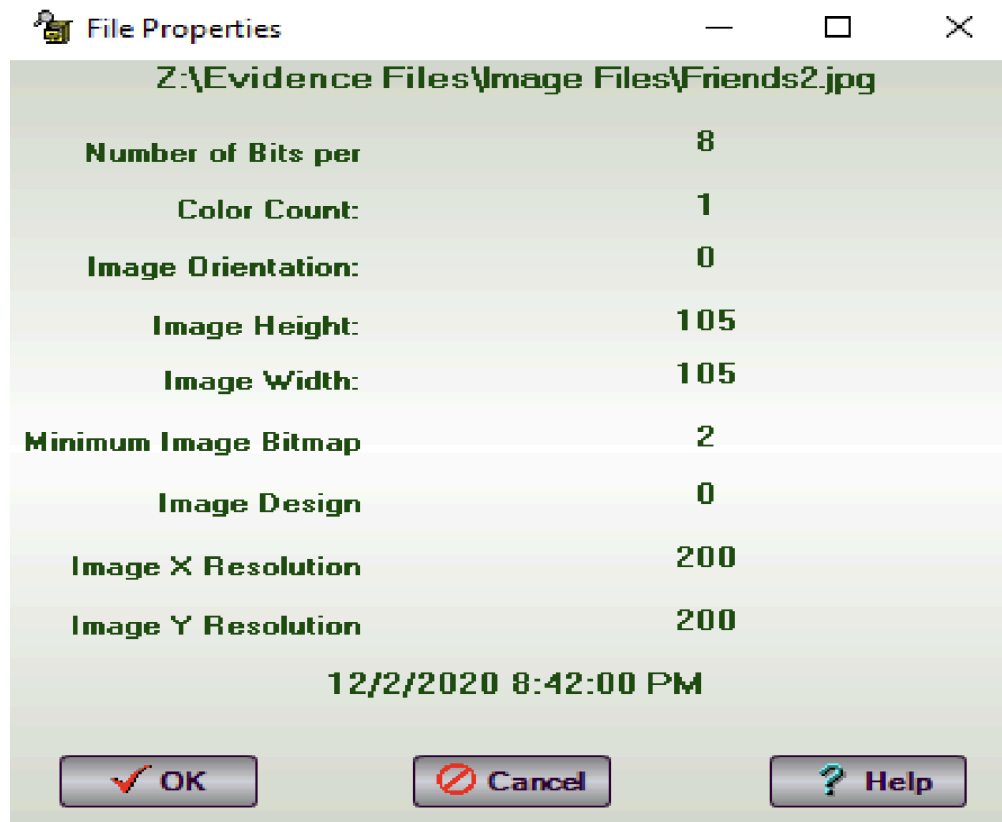 File Properties
Z:\Evidence Files\Image Files\Friends2.jpg
Number of Bits per 8
Color Count: 1
Image Orientation: 0
Image Height: 105
Image Width: 105
Minimum Image Bitmap 2
Image Design 0
Image X Resolution 200
Image Y Resolution 200
12/2/2020 8:42:00 PM
OK Cancel Help